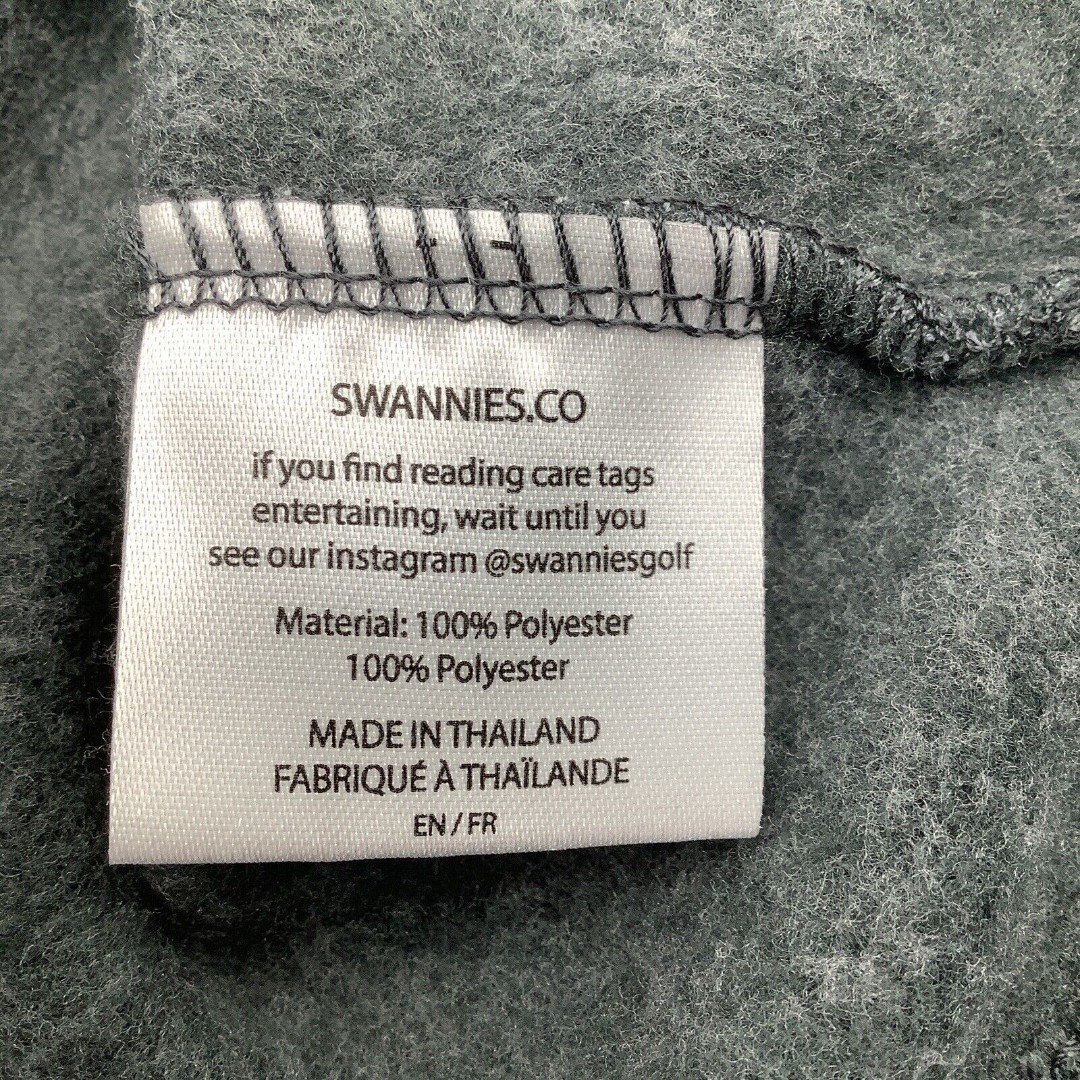 SWANNIES.CO
if you find reading care tags
entertaining, wait until you
see our instagram @swanniesgolf
Material: 100% Polyester
100% Polyester
MADE IN THAILAND
FABRIQUÉ À THAÏLANDE
EN / FR